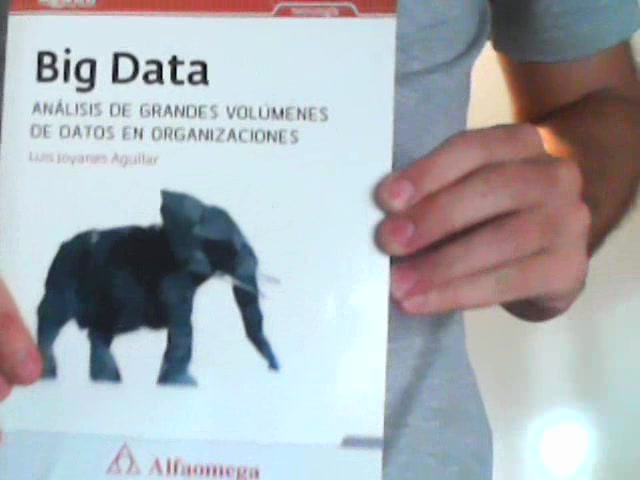 Big Data
ANÁLISIS DE GRANDES VOLÚMENES
DE DATOS EN ORGANIZACIONES
Luis Joyanes Aguilar
Alfaomega